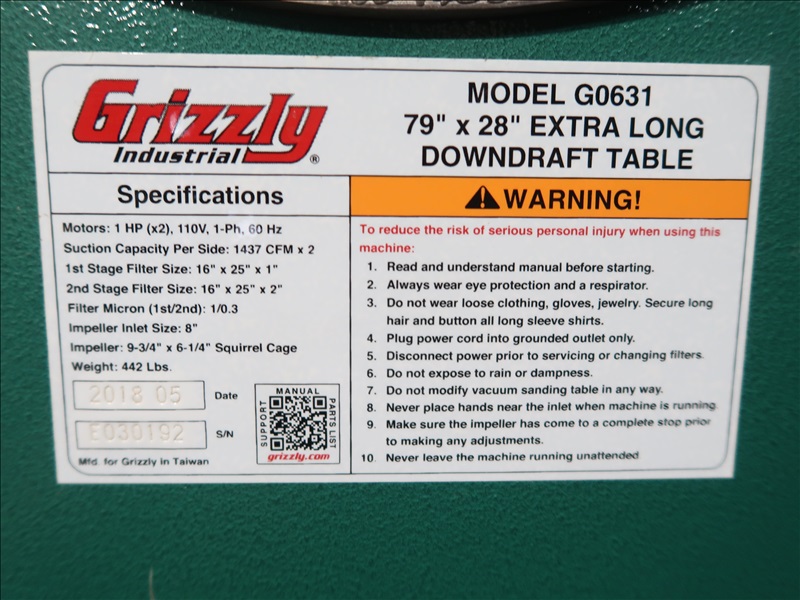 Grizzly
Industrial®
MODEL G0631
79" x 28" EXTRA LONG
DOWNDRAFT TABLE
Specifications
Motors: 1 HP (x2), 110V, 1-Ph, 60 Hz
Suction Capacity Per Side: 1437 CFM x 2
1st Stage Filter Size: 16" x 25" x 1"
2nd Stage Filter Size: 16" x 25" x 2"
Filter Micron (1st/2nd): 1/0.3
Impeller Inlet Size: 8"
Impeller: 9-3/4" x 6-1/4" Squirrel Cage
Weight: 442 Lbs.
2018 05 Date
E030192 S/N
Mfd. for Grizzly in Taiwan
MANUAL
SUPPORT
PARTS LIST
grizzly.com
WARNING!
To reduce the risk of serious personal injury when using this
machine:
1. Read and understand manual before starting.
2. Always wear eye protection and a respirator.
3. Do not wear loose clothing, gloves, jewelry. Secure long
hair and button all long sleeve shirts.
4. Plug power cord into grounded outlet only.
5. Disconnect power prior to servicing or changing filters.
6. Do not expose to rain or dampness.
7. Do not modify vacuum sanding table in any way.
8. Never place hands near the inlet when machine is running.
9. Make sure the impeller has come to a complete stop prior
to making any adjustments.
10. Never leave the machine running unattended